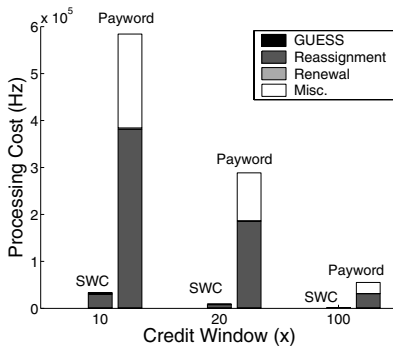 x 10^5
Payword
6
5
4
3
2
1
0
Processing Cost (Hz)
GUESS
Reassignment
Renewal
Misc.
Payword
Payword
SWC
SWC
SWC
10
20
100
Credit Window (x)